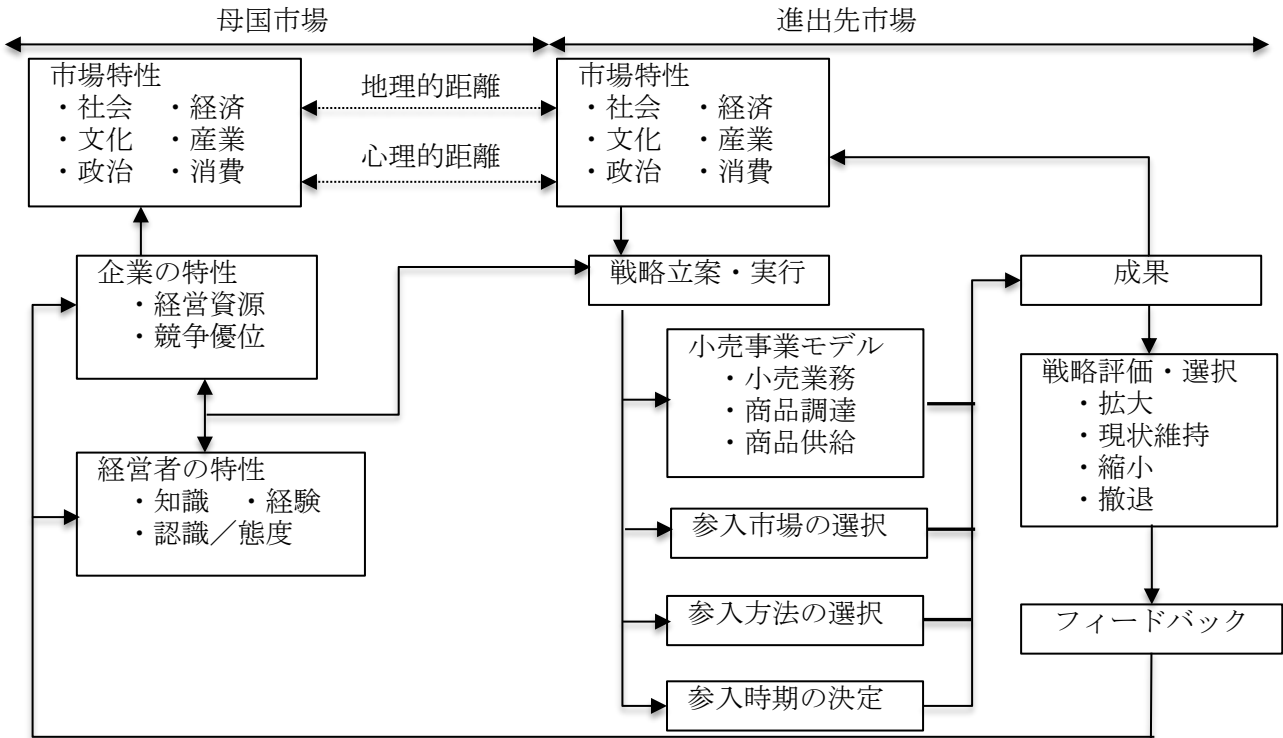 母国市場
進出先市場
市場特性
・社会 ・経済
・文化 ・産業
・政治 ・消費
地理的距離
心理的距離
市場特性
・社会 ・経済
・文化 ・産業
・政治 ・消費
企業の特性
・経営資源
・競争優位
経営者の特性
・知識 ・経験
・認識／態度
戦略立案・実行
小売事業モデル
・小売業務
・商品調達
・商品供給
参入市場の選択
参入方法の選択
参入時期の決定
成果
戦略評価・選択
・拡大
・現状維持
・縮小
・撤退
フィードバック